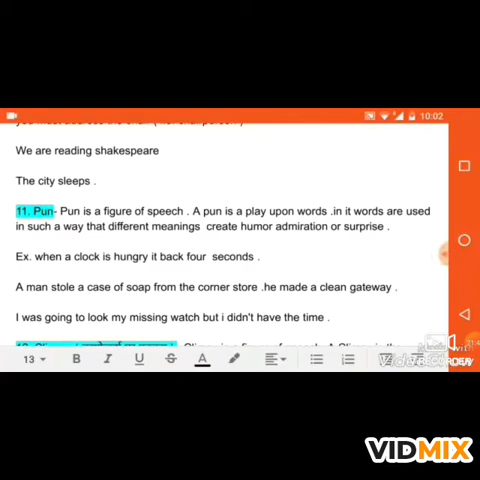 10:02
We are reading shakespeare
The city sleeps .
11. Pun- Pun is a figure of speech . A pun is a play upon words .in it words are used
in such a way that different meanings create humor admiration or surprise .
Ex. when a clock is hungry it back four seconds .
A man stole a case of soap from the corner store .he made a clean gateway .
I was going to look my missing watch but i didn't have the time .
13
B I U S A
VIDMIX